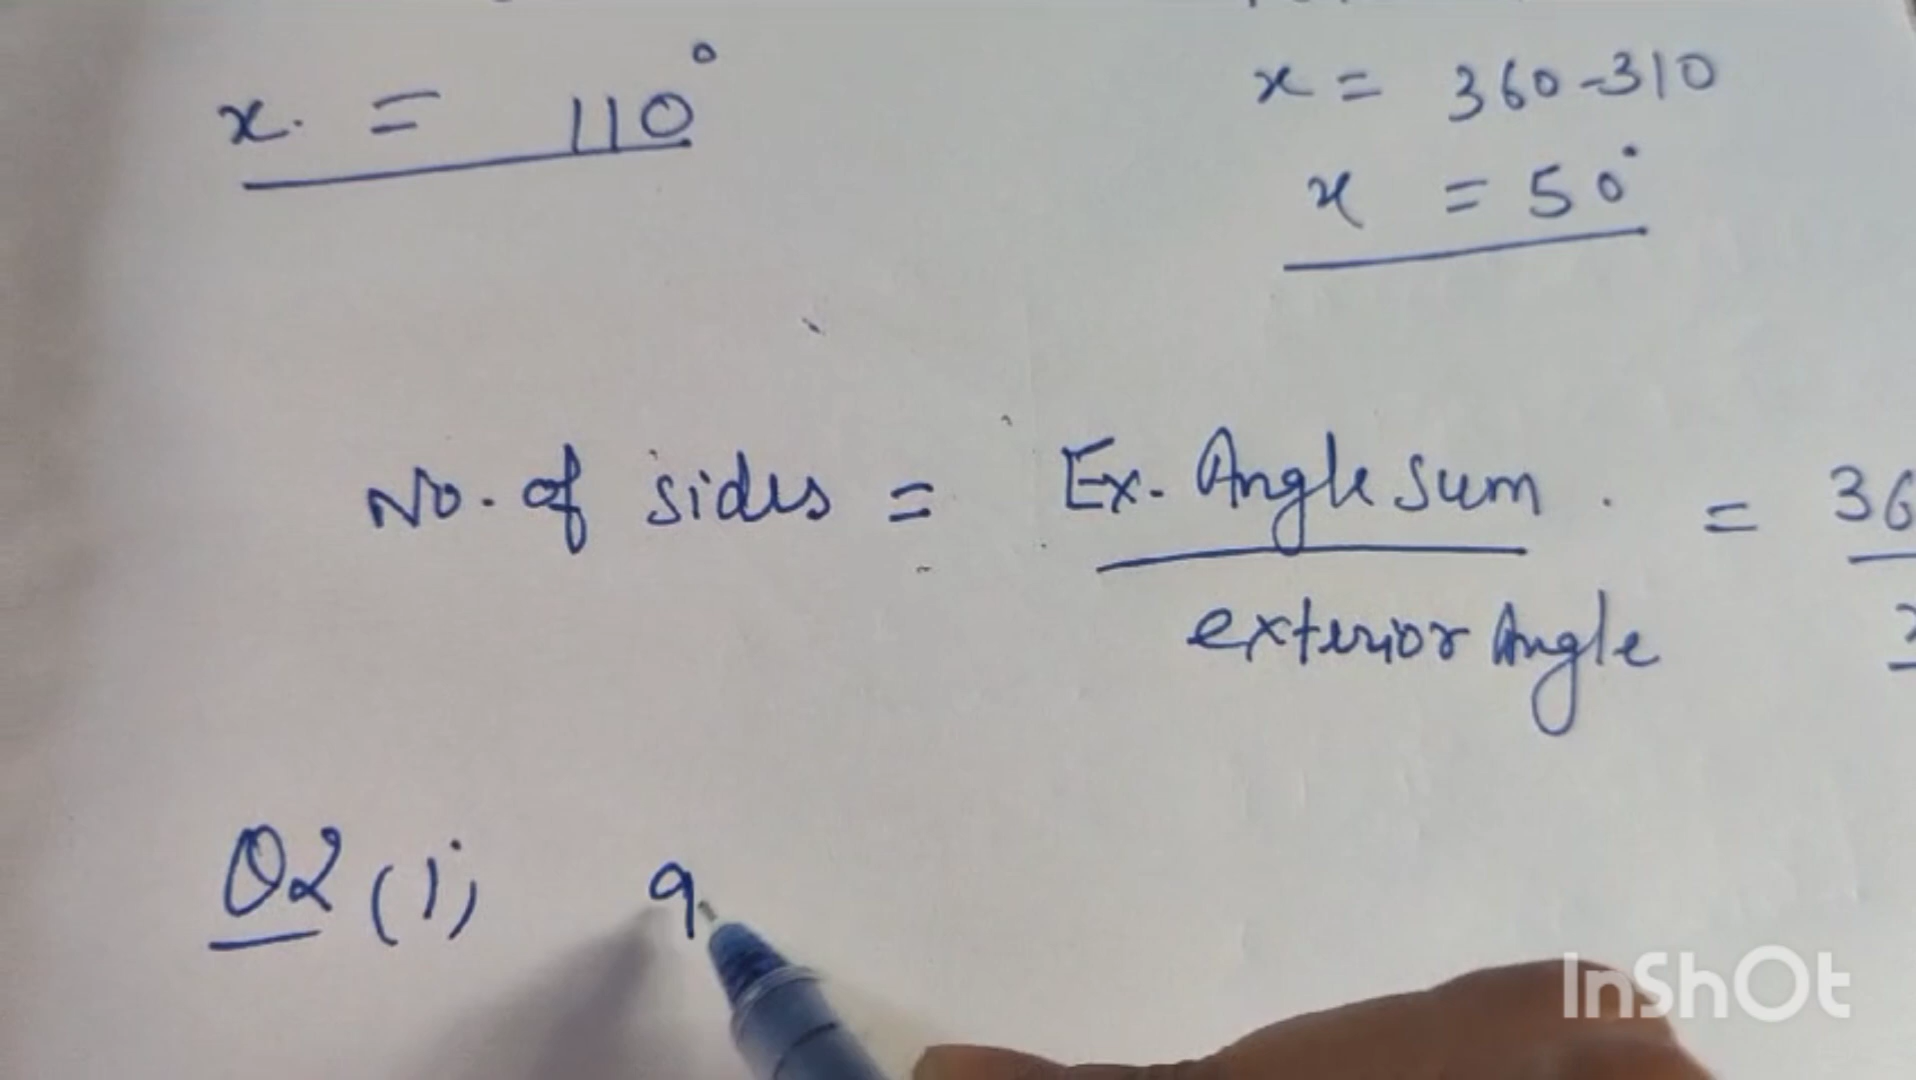 x. = 110°
x = 360-310
x = 50°
No. of sides = Ex. Angle sum = 36
exterior Angle
Q2 (i) 9
InShOt